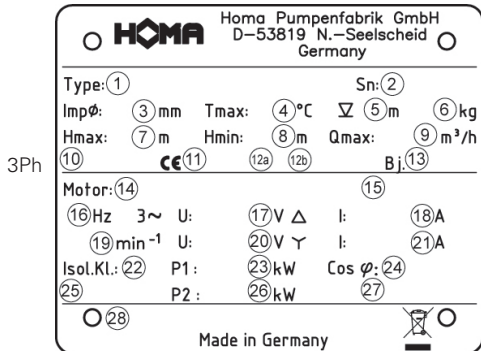 HOMA Homa Pumpenfabrik GmbH
D-53819 N.-Seelscheid
Germany
Type: 1 Sn: 2
Impø: 3 mm Tmax: 4 °C 5 m 6 kg
Hmax: 7 m Hmin: 8 m Qmax: 9 m³/h
3Ph
10 CE 11 12a 12b Bj. 13
Motor: 14 15
16 Hz 3~ U: 17 V △ I: 18 A
19 min⁻¹ U: 20 V Y I: 21 A
Isol.Kl.: 22 P1: 23 kW Cos φ: 24
25 P2: 26 kW 27
28
Made in Germany